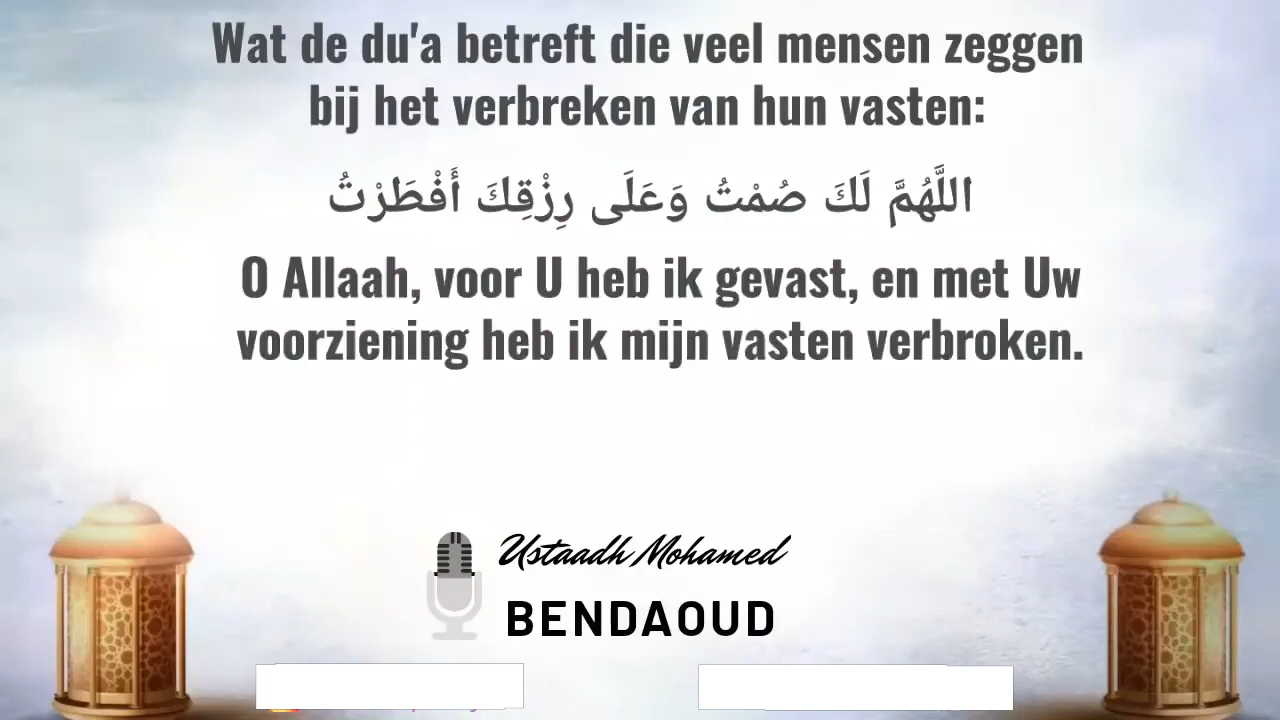 Wat de du'a betreft die veel mensen zeggen
bij het verbreken van hun vasten:
اللَّهُمَّ لَكَ صُمْتُ وَعَلَى رِزْقِكَ أَفْطَرْتُ
O Allaah, voor U heb ik gevast, en met Uw
voorziening heb ik mijn vasten verbroken.
Ustaadh Mohamed
BENDAOUD